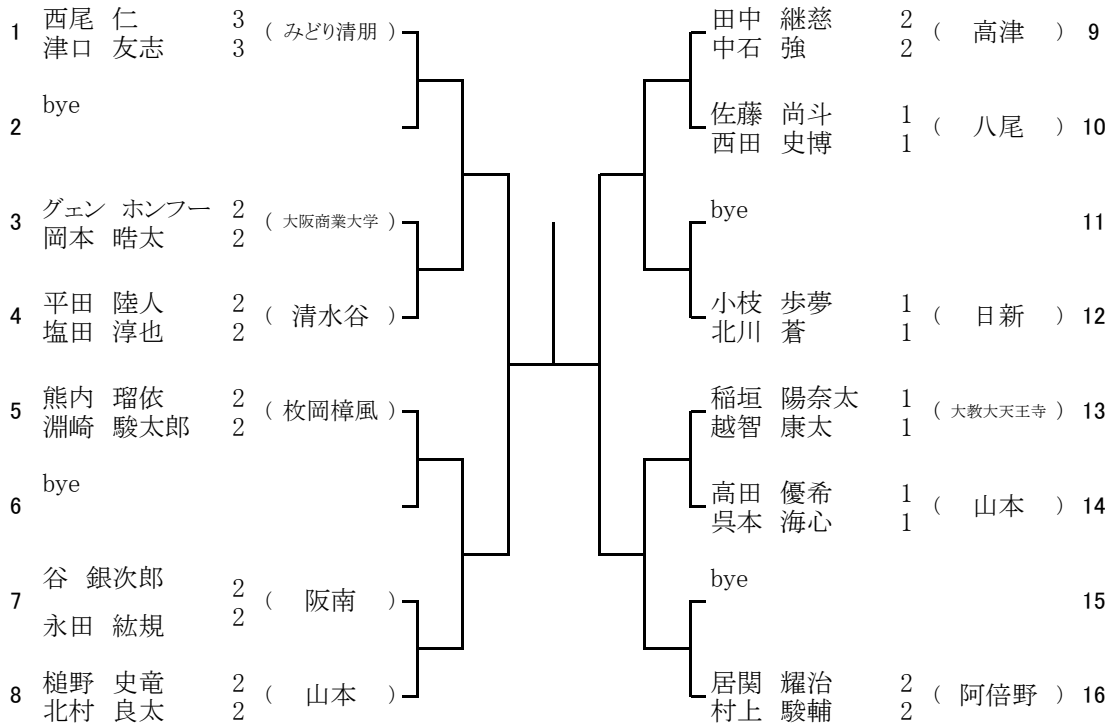 1 西尾 仁 3 ( みどり清朋 )
津口 友志 3
2 bye
3 グェン ホンフー 2 ( 大阪商業大学 )
岡本 晧太 2
4 平田 陸人 2 ( 清水谷 )
塩田 淳也 2
5 熊内 瑠依 2 ( 枚岡樟風 )
淵崎 駿太郎 2
6 bye
7 谷 銀次郎 2 ( 阪南 )
永田 紘規 2
8 槌野 史竜 2 ( 山本 )
北村 良太 2
田中 継慈 2 ( 高津 ) 9
中石 強 2
佐藤 尚斗 1 ( 八尾 ) 10
西田 史博 1
bye 11
小枝 歩夢 1 ( 日新 ) 12
北川 蒼 1
稲垣 陽奈太 1 ( 大教大天王寺 ) 13
越智 康太 1
高田 優希 1 ( 山本 ) 14
呉本 海心 1
bye 15
居関 耀治 2 ( 阿倍野 ) 16
村上 駿輔 2